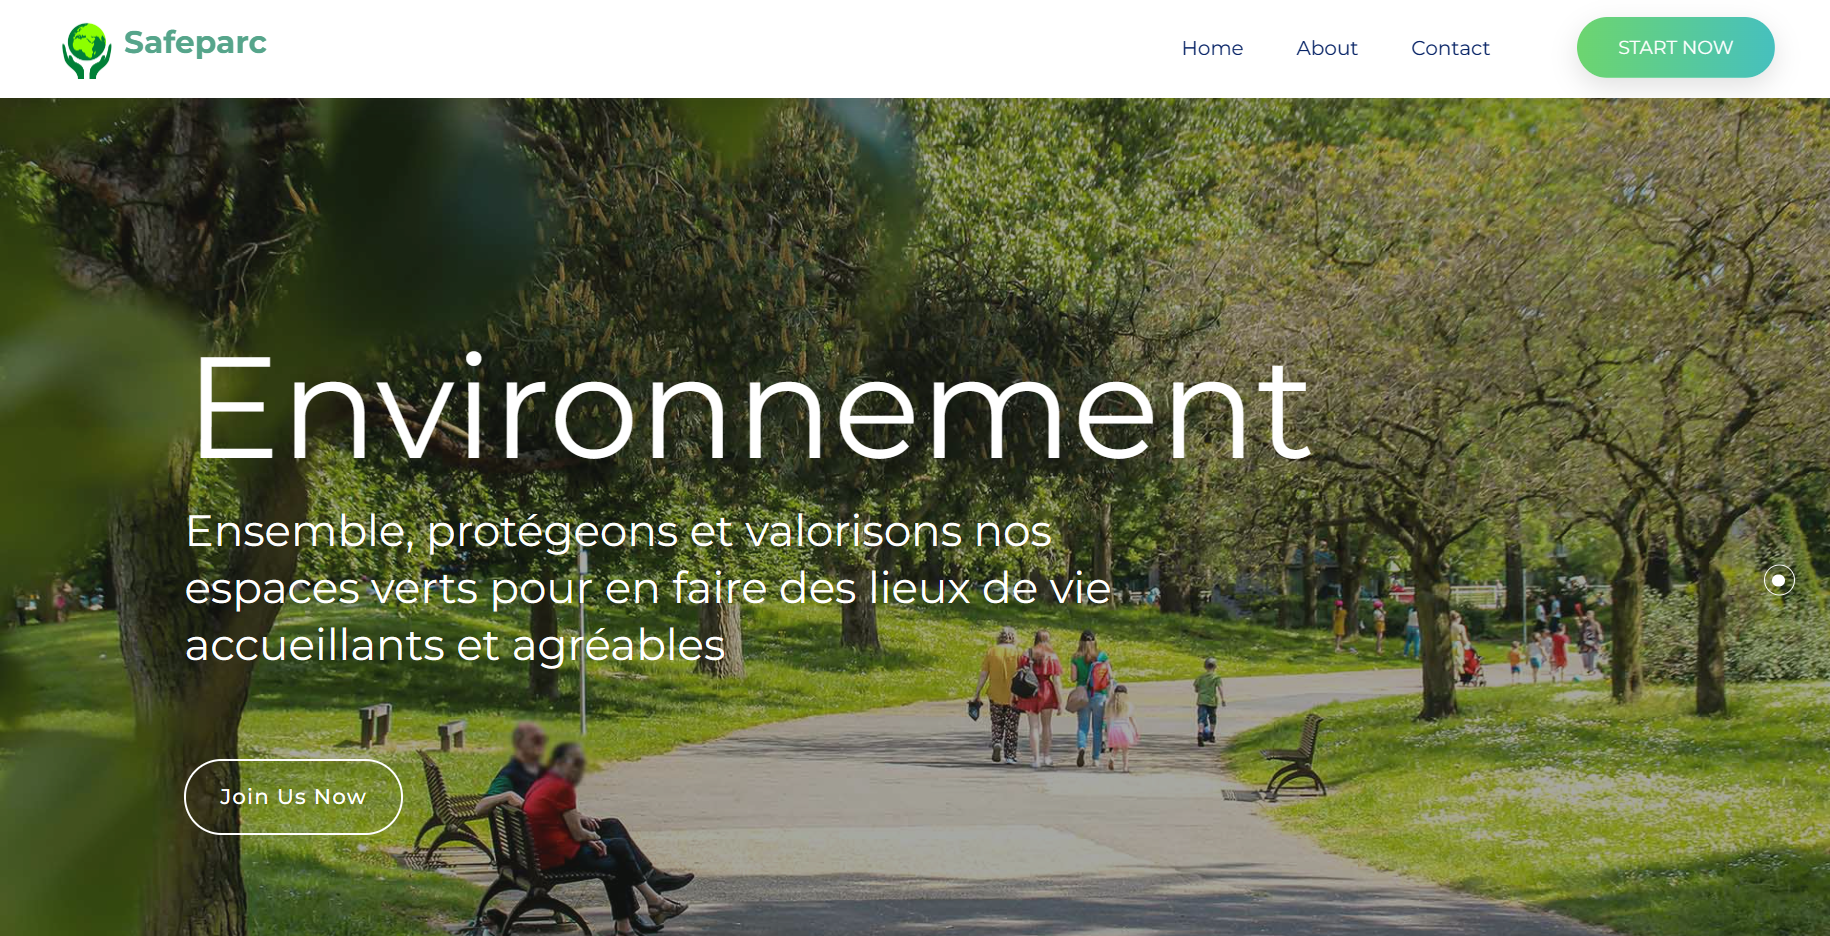 Safeparc
Home
About
Contact
START NOW
Environnement
Ensemble, protégeons et valorisons nos
espaces verts pour en faire des lieux de vie
accueillants et agréables
Join Us Now